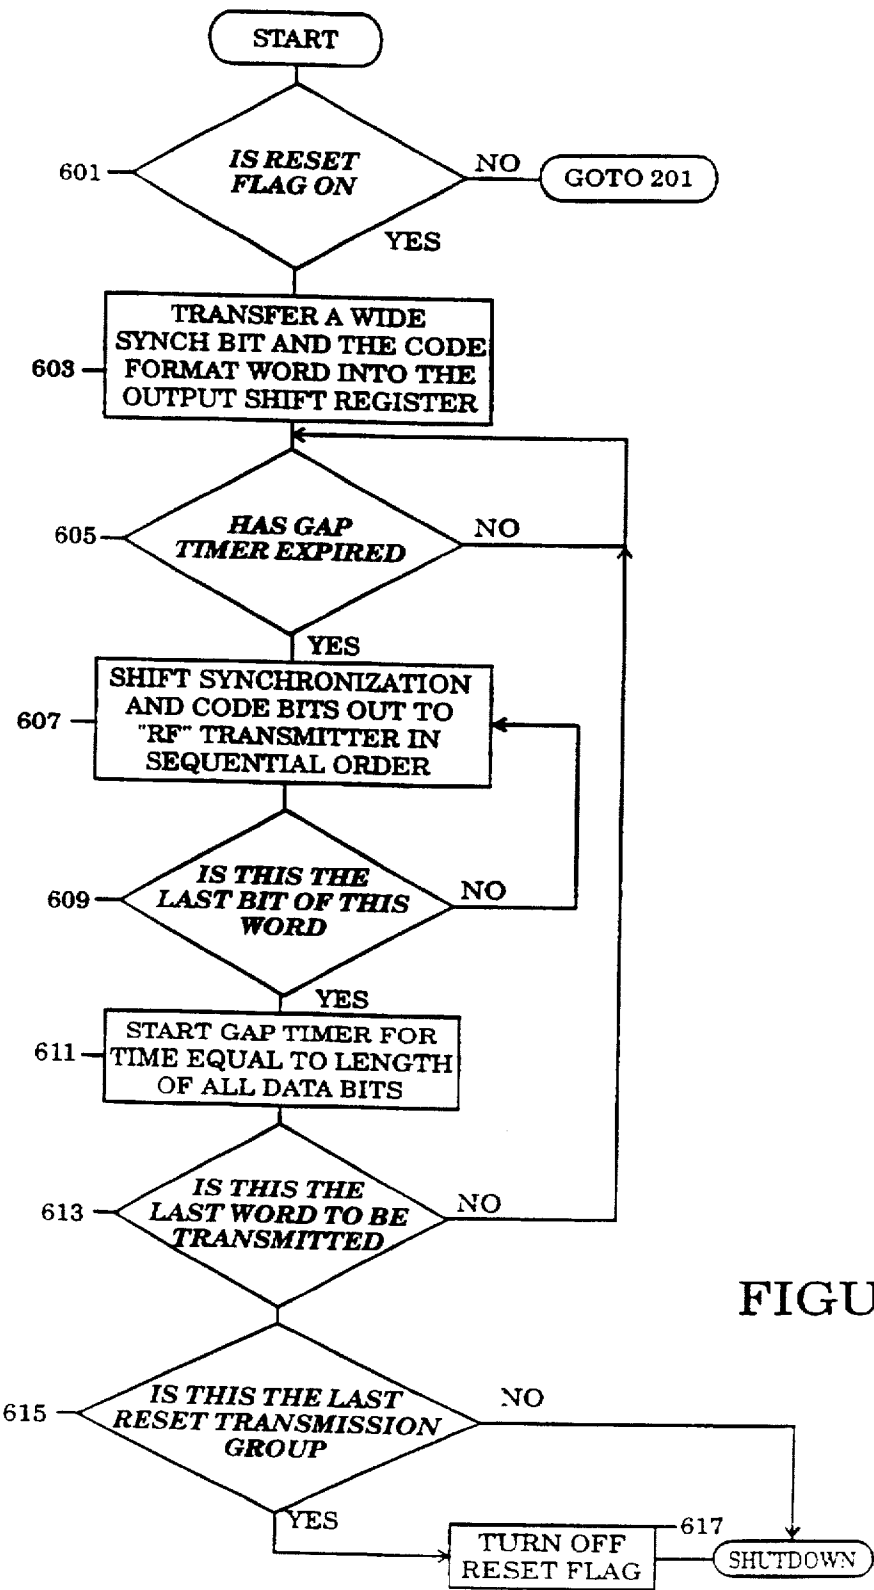 START
601
IS RESET
FLAG ON
NO
GOTO 201
YES
603
TRANSFER A WIDE
SYNCH BIT AND THE CODE
FORMAT WORD INTO THE
OUTPUT SHIFT REGISTER
605
HAS GAP
TIMER EXPIRED
NO
YES
607
SHIFT SYNCHRONIZATION
AND CODE BITS OUT TO
"RF" TRANSMITTER IN
SEQUENTIAL ORDER
609
IS THIS THE
LAST BIT OF THIS
WORD
NO
YES
611
START GAP TIMER FOR
TIME EQUAL TO LENGTH
OF ALL DATA BITS
613
IS THIS THE
LAST WORD TO BE
TRANSMITTED
NO
FIGU
615
IS THIS THE LAST
RESET TRANSMISSION
GROUP
NO
YES
617
TURN OFF
RESET FLAG
SHUTDOWN